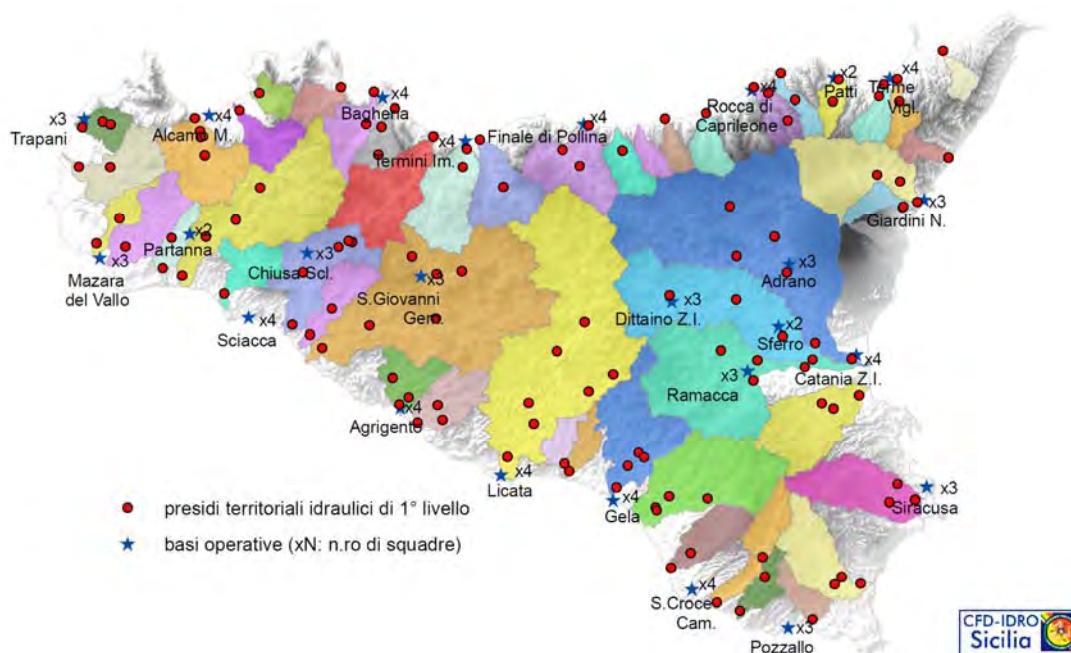 x3
Trapani
x4
Alcamo M.
x4
Bagheria
x4
Termini Im.
x4
Finale di Pollina
x4
Rocca di
Caprileone
x2
Patti
x4
Terme
Vigl.
x3
Giardini N.
x2
Partanna
x3
Mazara
del Vallo
x3
Chiusa Scl.
x3
S.Giovanni
Gem.
x4
Sciacca
x3
Adrano
x3
Dittaino Z.I.
x2
Sferro
x3
Ramacca
x4
Catania Z.I.
x4
Agrigento
x4
Licata
x4
Gela
x3
Siracusa
presidi territoriali idraulici di 1° livello
basi operative (xN: n.ro di squadre)
x4
S.Croce
Cam.
x3
Pozzallo
CFD-IDRO
Sicilia